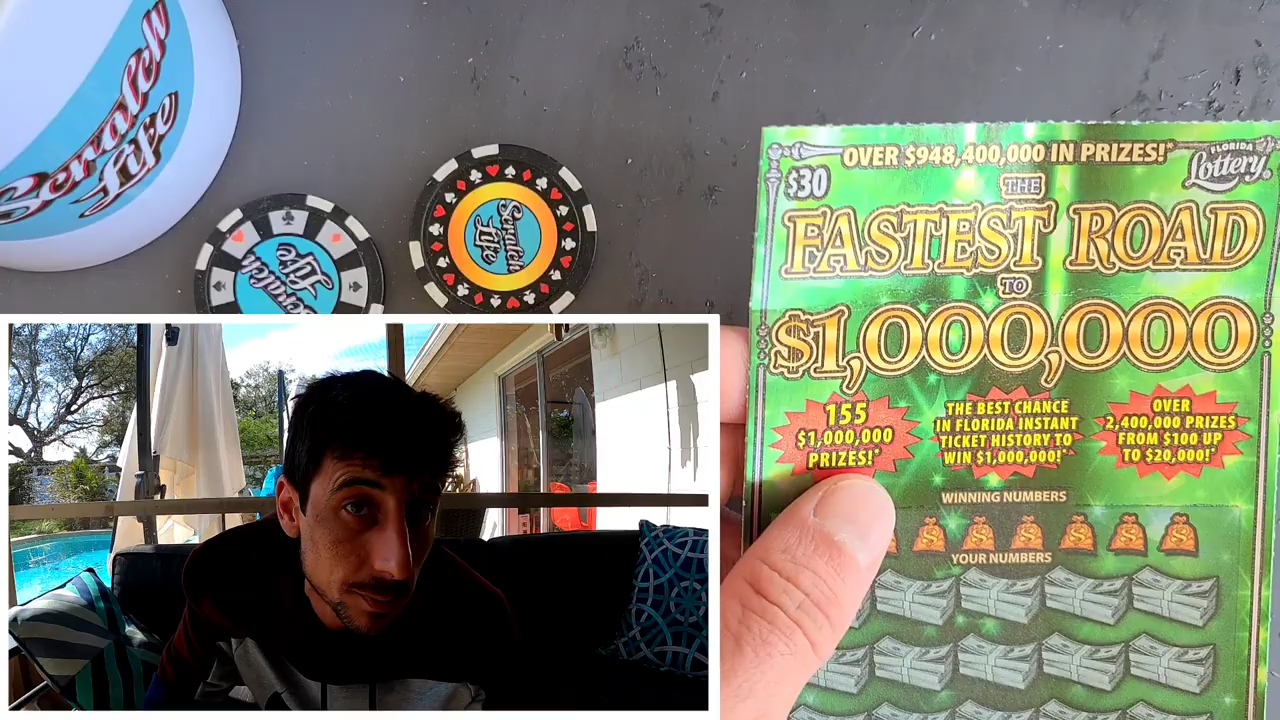 Scratch
Life
Scratch
Life
Scratch
Life
OVER $948,400,000 IN PRIZES!*
FLORIDA
Lottery
$30
THE
FASTEST ROAD
TO
$1,000,000
155
$1,000,000
PRIZES!*
THE BEST CHANCE
IN FLORIDA INSTANT
TICKET HISTORY TO
WIN $1,000,000!*
OVER
2,400,000 PRIZES
FROM $100 UP
TO $20,000!*
WINNING NUMBERS
YOUR NUMBERS